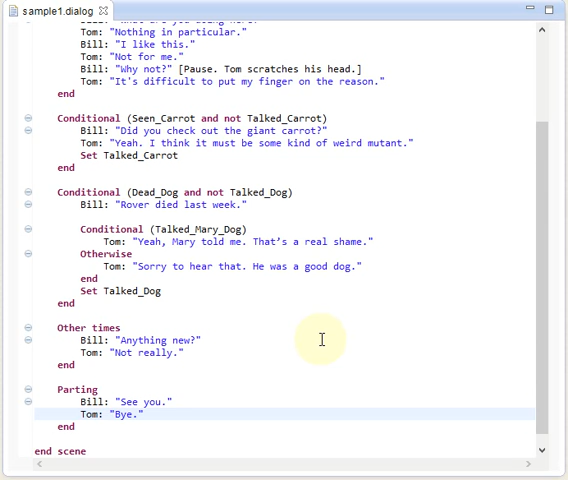 sample1.dialog
Tom: "Nothing in particular."
Bill: "I like this."
Tom: "Not for me."
Bill: "Why not?" [Pause. Tom scratches his head.]
Tom: "It's difficult to put my finger on the reason."
end
Conditional (Seen_Carrot and not Talked_Carrot)
Bill: "Did you check out the giant carrot?"
Tom: "Yeah. I think it must be some kind of weird mutant."
Set Talked_Carrot
end
Conditional (Dead_Dog and not Talked_Dog)
Bill: "Rover died last week."
Conditional (Talked_Mary_Dog)
Tom: "Yeah, Mary told me. That’s a real shame."
Otherwise
Tom: "Sorry to hear that. He was a good dog."
end
Set Talked_Dog
end
Other times
Bill: "Anything new?"
Tom: "Not really."
end
Parting
Bill: "See you."
Tom: "Bye."
end
end scene